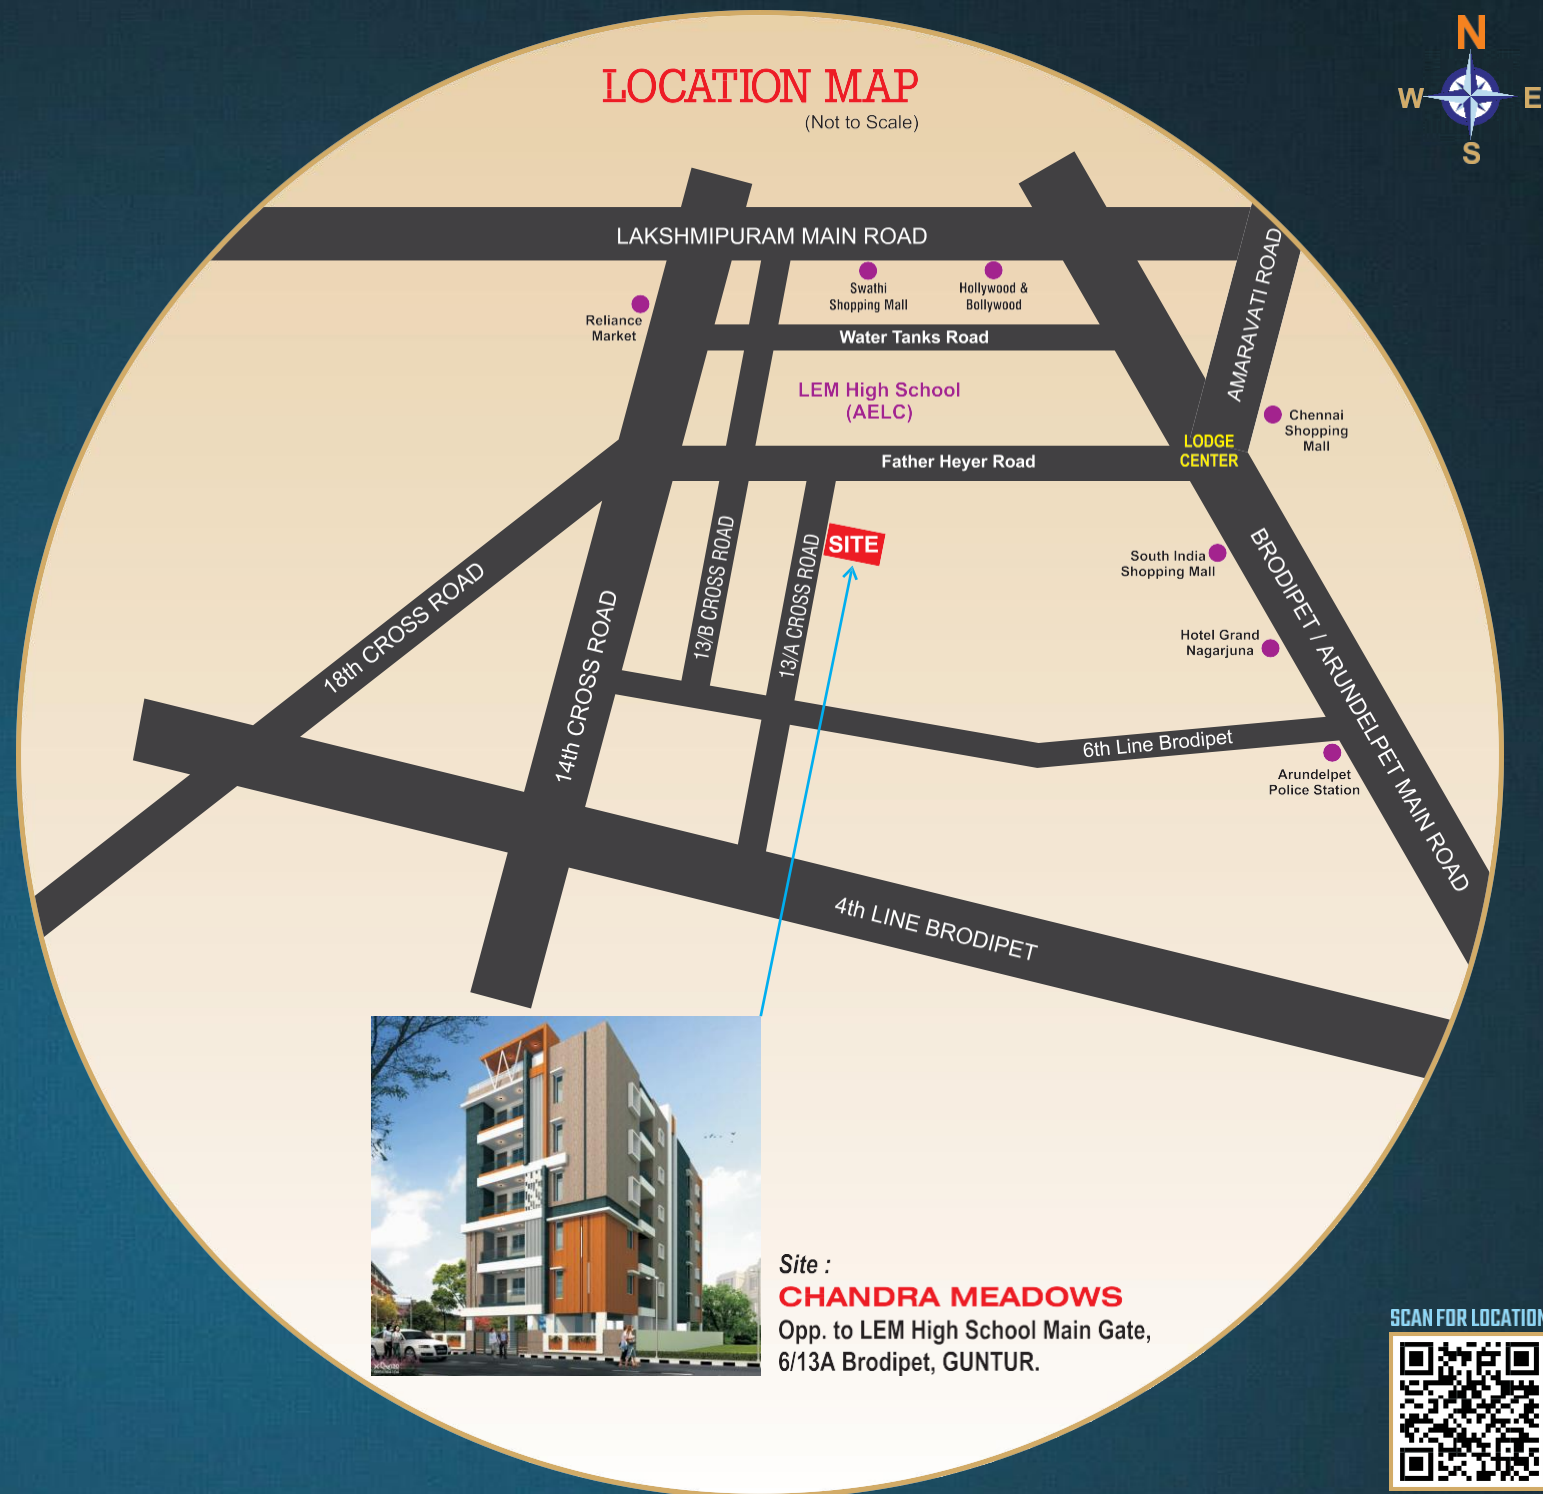 LOCATION MAP
(Not to Scale)
N
W
E
S
LAKSHMIPURAM MAIN ROAD
AMARAVATI ROAD
Swathi
Shopping Mall
Hollywood &
Bollywood
Reliance
Market
Water Tanks Road
LEM High School
(AELC)
Chennai
Shopping
Mall
LODGE
CENTER
Father Heyer Road
SITE
13/B CROSS ROAD
13/A CROSS ROAD
18th CROSS ROAD
14th CROSS ROAD
South India
Shopping Mall
Hotel Grand
Nagarjuna
BRODIPET / ARUNDELPET MAIN ROAD
6th Line Brodipet
Arundelpet
Police Station
4th LINE BRODIPET
Site :
CHANDRA MEADOWS
Opp. to LEM High School Main Gate,
6/13A Brodipet, GUNTUR.
SCAN FOR LOCATION